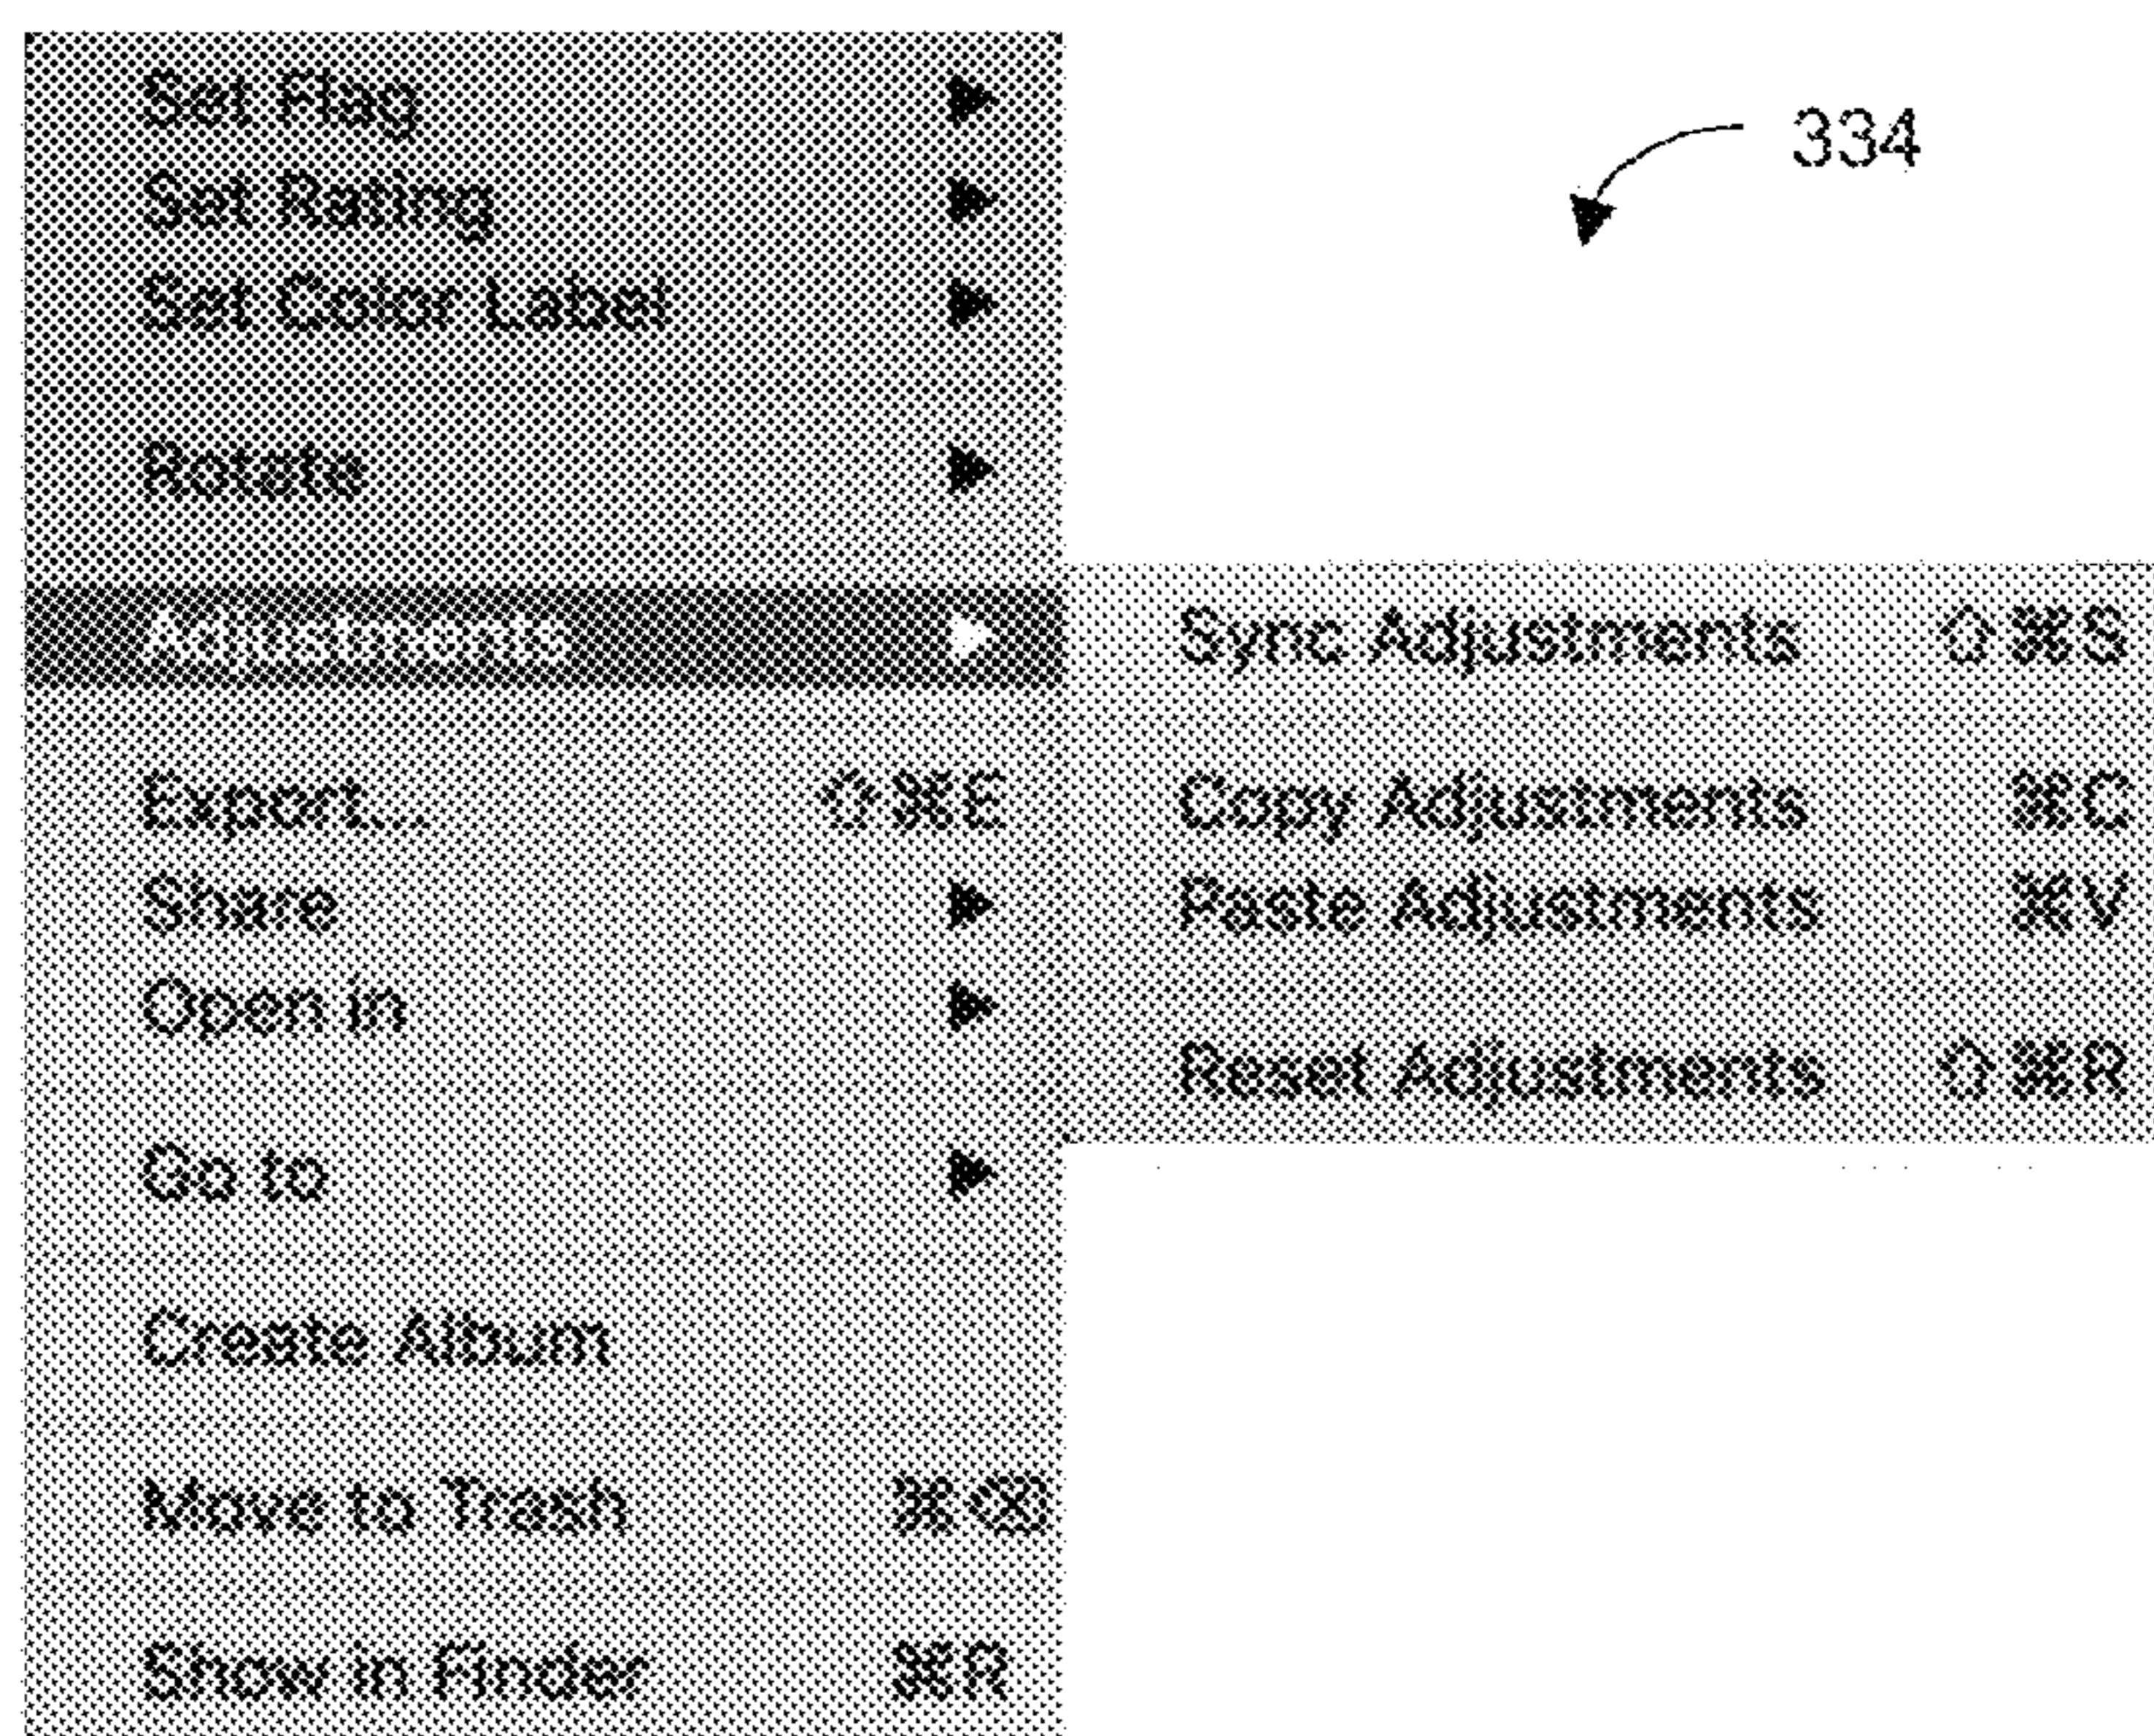 Set Flag ▶
Set Rating ▶
Set Color Label ▶
334
Rotate ▶
Adjustments ▶
Sync Adjustments ⇧⌘S
Export... ⇧⌘E
Copy Adjustments ⌘C
Share ▶
Paste Adjustments ⌘V
Open in ▶
Reset Adjustments ⇧⌘R
Go to ▶
Create Album
Move to Trash ⌘⌫
Show in Finder ⌘R